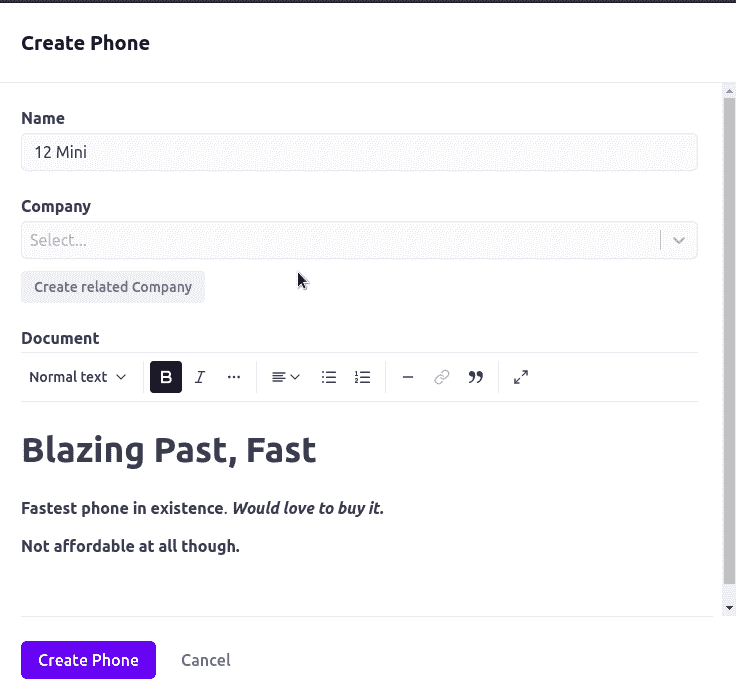 Create Phone
Name
12 Mini
Company
Select...
Create related Company
Document
Normal text B I ...
Blazing Past, Fast
Fastest phone in existence. Would love to buy it.
Not affordable at all though.
Create Phone Cancel